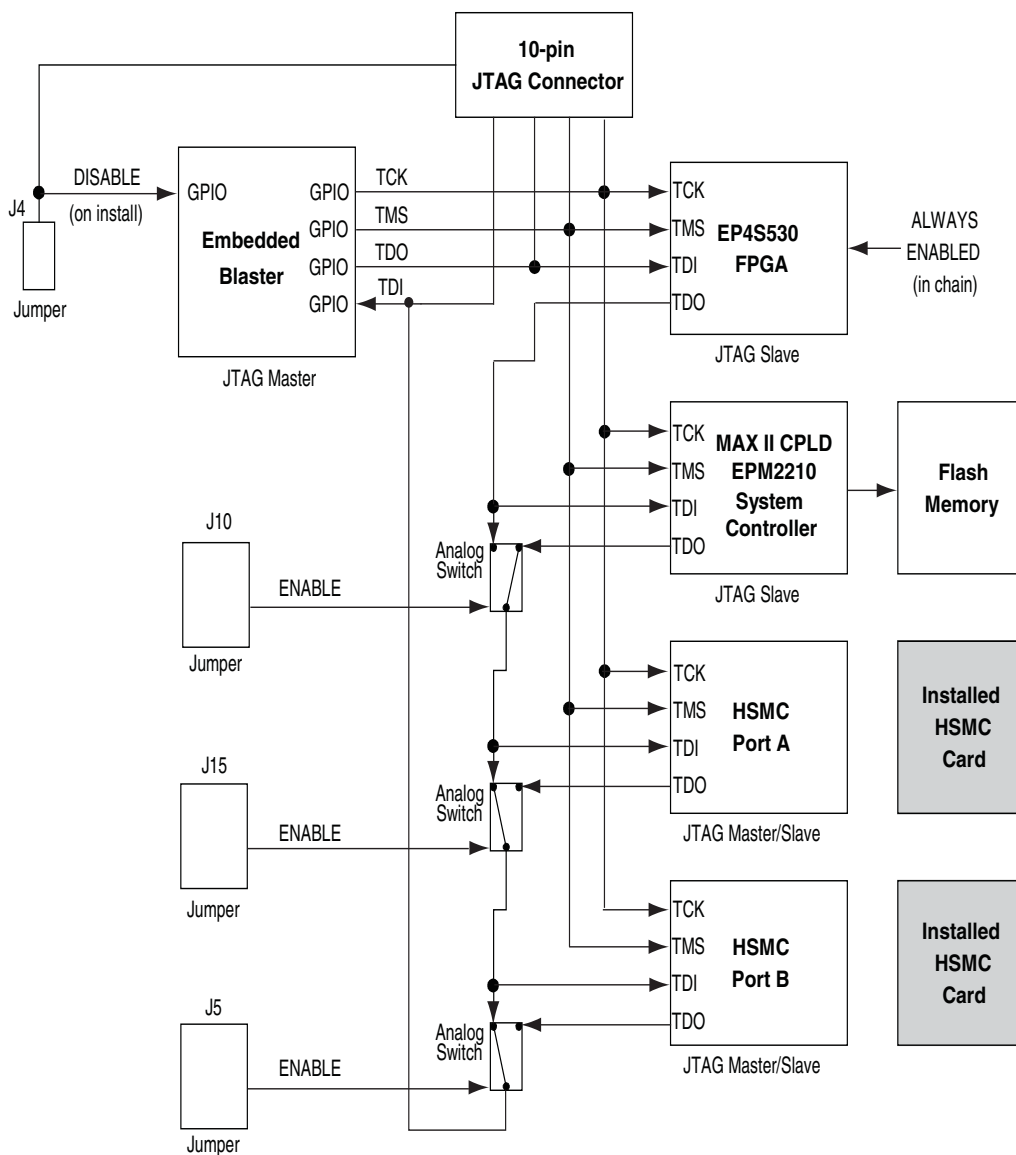 10-pin
JTAG Connector
J4
DISABLE
(on install)
Jumper
GPIO
Embedded
Blaster
GPIO
GPIO
GPIO
GPIO
JTAG Master
TCK
TMS
TDO
TDI
TCK
TMS
TDI
TDO
EP4S530
FPGA
JTAG Slave
ALWAYS
ENABLED
(in chain)
TCK
TMS
TDI
TDO
MAX II CPLD
EPM2210
System
Controller
JTAG Slave
Flash
Memory
J10
Jumper
ENABLE
Analog
Switch
TCK
TMS
TDI
TDO
HSMC
Port A
JTAG Master/Slave
Installed
HSMC
Card
J15
Jumper
ENABLE
Analog
Switch
TCK
TMS
TDI
TDO
HSMC
Port B
JTAG Master/Slave
Installed
HSMC
Card
J5
Jumper
ENABLE
Analog
Switch